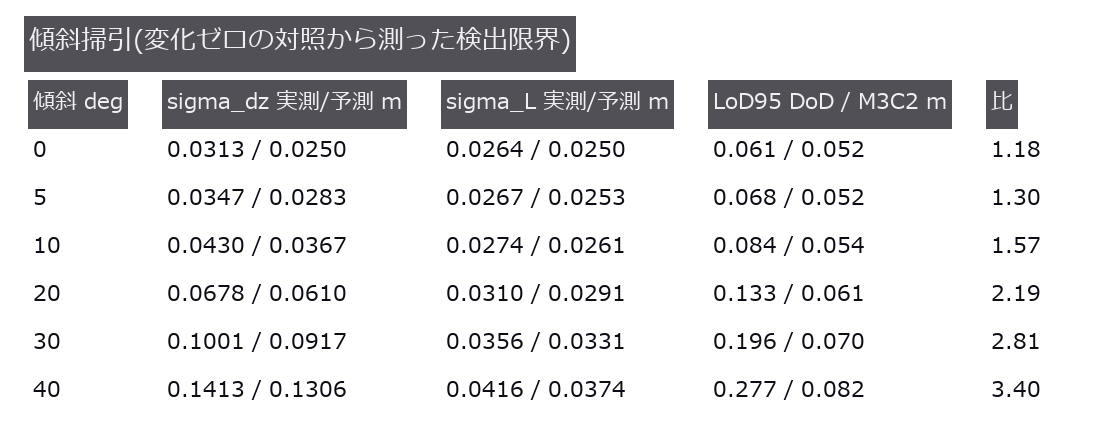 傾斜掃引(変化ゼロの対照から測った検出限界)
傾斜 deg sigma_dz 実測/予測 m sigma_L 実測/予測 m LoD95 DoD / M3C2 m 比
0 0.0313 / 0.0250 0.0264 / 0.0250 0.061 / 0.052 1.18
5 0.0347 / 0.0283 0.0267 / 0.0253 0.068 / 0.052 1.30
10 0.0430 / 0.0367 0.0274 / 0.0261 0.084 / 0.054 1.57
20 0.0678 / 0.0610 0.0310 / 0.0291 0.133 / 0.061 2.19
30 0.1001 / 0.0917 0.0356 / 0.0331 0.196 / 0.070 2.81
40 0.1413 / 0.1306 0.0416 / 0.0374 0.277 / 0.082 3.40